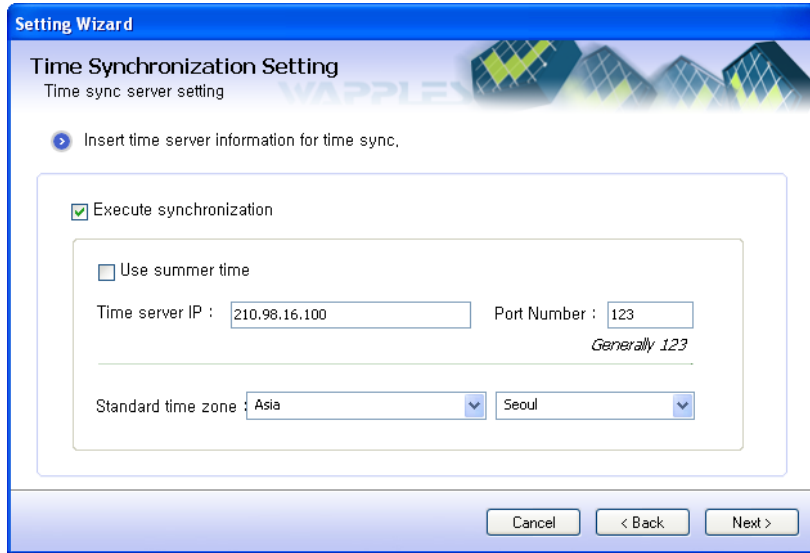 Setting Wizard
Time Synchronization Setting
Time sync server setting
WAPPLES
Insert time server information for time sync,
Execute synchronization
Use summer time
Time server IP : 210.98.16.100 Port Number : 123
Generally 123
Standard time zone : Asia Seoul
Cancel < Back Next >